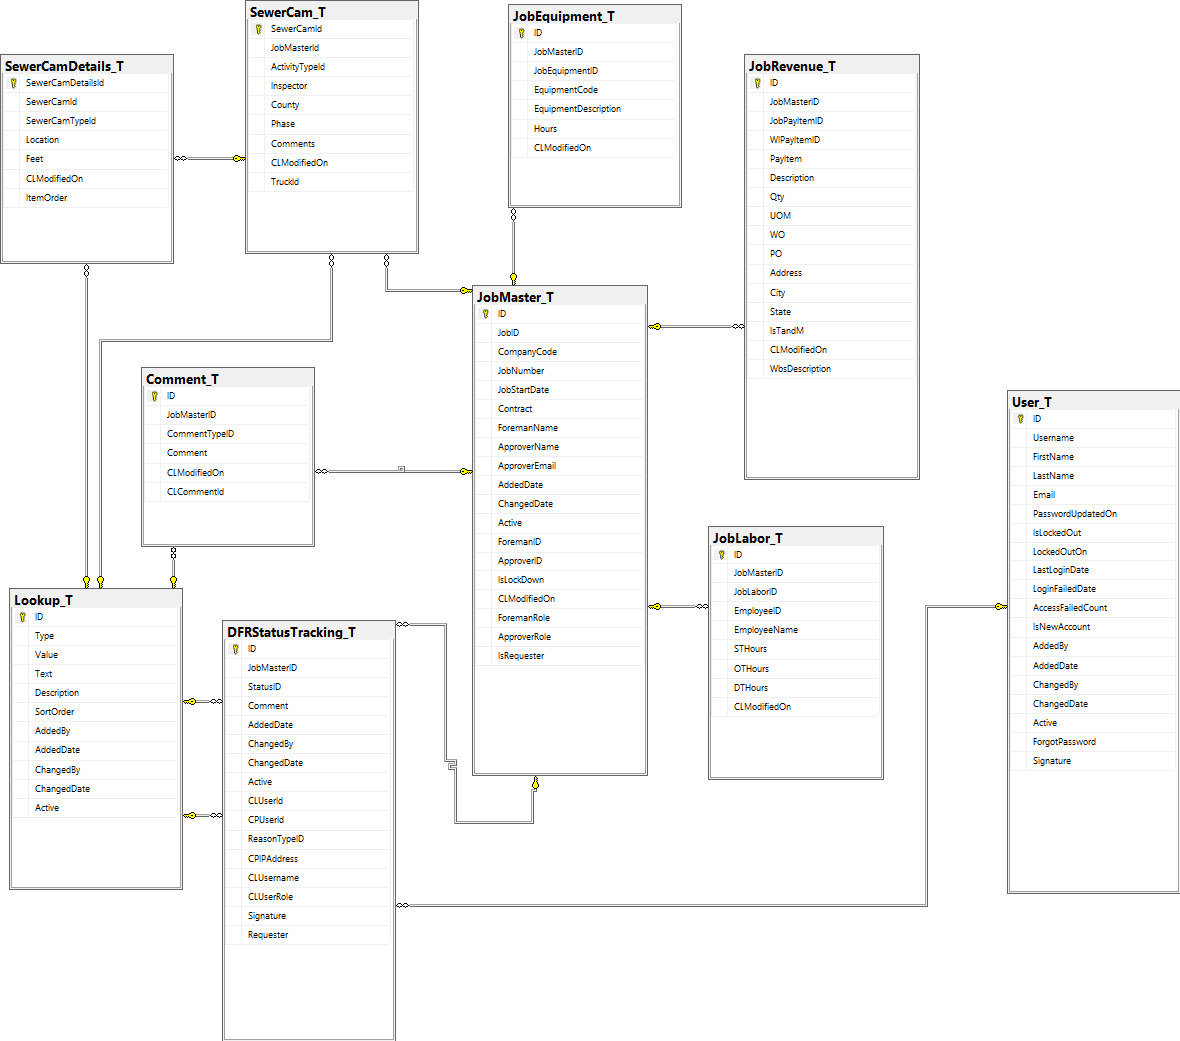 SewerCam_T
SewerCamId
JobMasterId
ActivityTypeId
Inspector
County
Phase
Comments
CLModifiedOn
TruckId
JobEquipment_T
ID
JobMasterID
JobEquipmentID
EquipmentCode
EquipmentDescription
Hours
CLModifiedOn
SewerCamDetails_T
SewerCamDetailsId
SewerCamId
SewerCamTypeId
Location
Feet
CLModifiedOn
ItemOrder
JobRevenue_T
ID
JobMasterID
JobPayItemID
WIPayItemID
PayItem
Description
Qty
UOM
WO
PO
Address
City
State
IsTandM
CLModifiedOn
WbsDescription
JobMaster_T
ID
JobID
CompanyCode
JobNumber
JobStartDate
Contract
ForemanName
ApproverName
ApproverEmail
AddedDate
ChangedDate
Active
ForemanID
ApproverID
IsLockDown
CLModifiedOn
ForemanRole
ApproverRole
IsRequester
Comment_T
ID
JobMasterID
CommentTypeID
Comment
CLModifiedOn
CLCommentId
User_T
ID
Username
FirstName
LastName
Email
PasswordUpdatedOn
IsLockedOut
LockedOutOn
LastLoginDate
LoginFailedDate
AccessFailedCount
IsNewAccount
AddedBy
AddedDate
ChangedBy
ChangedDate
Active
ForgotPassword
Signature
JobLabor_T
ID
JobMasterID
JobLaborID
EmployeeID
EmployeeName
STHours
OTHours
DTHours
CLModifiedOn
Lookup_T
ID
Type
Value
Text
Description
SortOrder
AddedBy
AddedDate
ChangedBy
ChangedDate
Active
DFRStatusTracking_T
ID
JobMasterID
StatusID
Comment
AddedDate
ChangedBy
ChangedDate
Active
CLUserId
CPUserId
ReasonTypeID
CPIPAddress
CLUsername
CLUserRole
Signature
Requester